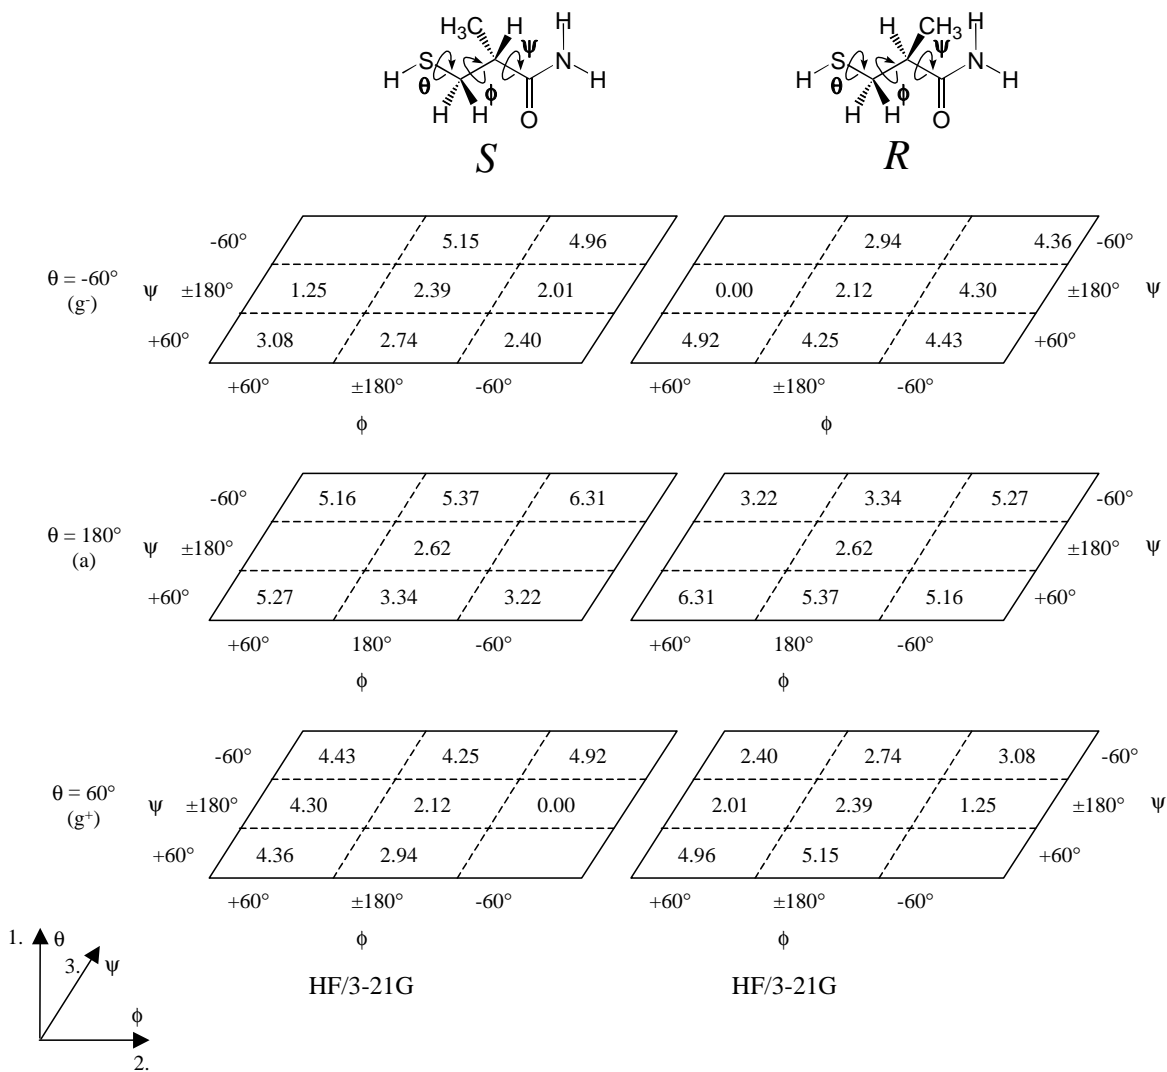 H₃C H ψ H
H S θ φ N H
H H O
S
H CH₃ ψ H
H S θ φ N H
H H O
R
-60° 5.15 4.96 2.94 4.36 -60°
θ = -60° (g⁻) ψ ±180° 1.25 2.39 2.01 0.00 2.12 4.30 ±180° ψ
+60° 3.08 2.74 2.40 4.92 4.25 4.43 +60°
+60° ±180° -60° +60° ±180° -60°
φ φ
-60° 5.16 5.37 6.31 3.22 3.34 5.27 -60°
θ = 180° (a) ψ ±180° 2.62 2.62 ±180° ψ
+60° 5.27 3.34 3.22 6.31 5.37 5.16 +60°
+60° 180° -60° +60° 180° -60°
φ φ
-60° 4.43 4.25 4.92 2.40 2.74 3.08 -60°
θ = 60° (g⁺) ψ ±180° 4.30 2.12 0.00 2.01 2.39 1.25 ±180° ψ
+60° 4.36 2.94 4.96 5.15 +60°
+60° ±180° -60° +60° ±180° -60°
φ φ
1. θ
3. ψ
φ
2.
HF/3-21G HF/3-21G